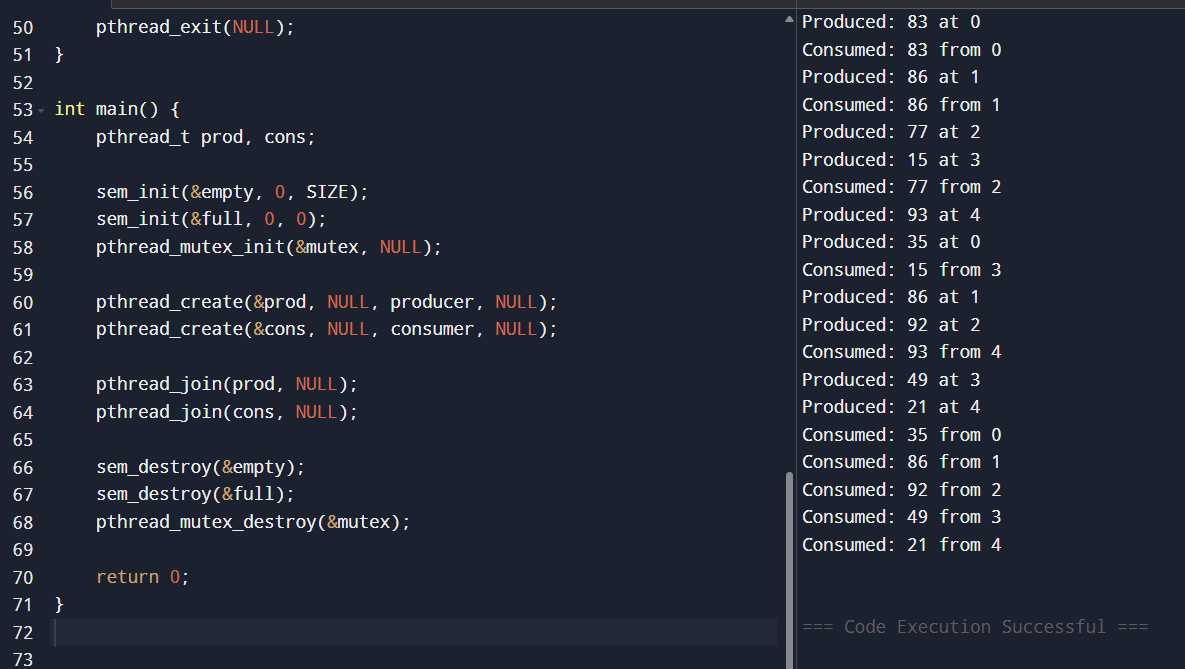 50     pthread_exit(NULL);
51 }
52
53 int main() {
54     pthread_t prod, cons;
55
56     sem_init(&empty, 0, SIZE);
57     sem_init(&full, 0, 0);
58     pthread_mutex_init(&mutex, NULL);
59
60     pthread_create(&prod, NULL, producer, NULL);
61     pthread_create(&cons, NULL, consumer, NULL);
62
63     pthread_join(prod, NULL);
64     pthread_join(cons, NULL);
65
66     sem_destroy(&empty);
67     sem_destroy(&full);
68     pthread_mutex_destroy(&mutex);
69
70     return 0;
71 }
72
73
Produced: 83 at 0
Consumed: 83 from 0
Produced: 86 at 1
Consumed: 86 from 1
Produced: 77 at 2
Produced: 15 at 3
Consumed: 77 from 2
Produced: 93 at 4
Produced: 35 at 0
Consumed: 15 from 3
Produced: 86 at 1
Produced: 92 at 2
Consumed: 93 from 4
Produced: 49 at 3
Produced: 21 at 4
Consumed: 35 from 0
Consumed: 86 from 1
Consumed: 92 from 2
Consumed: 49 from 3
Consumed: 21 from 4
=== Code Execution Successful ===